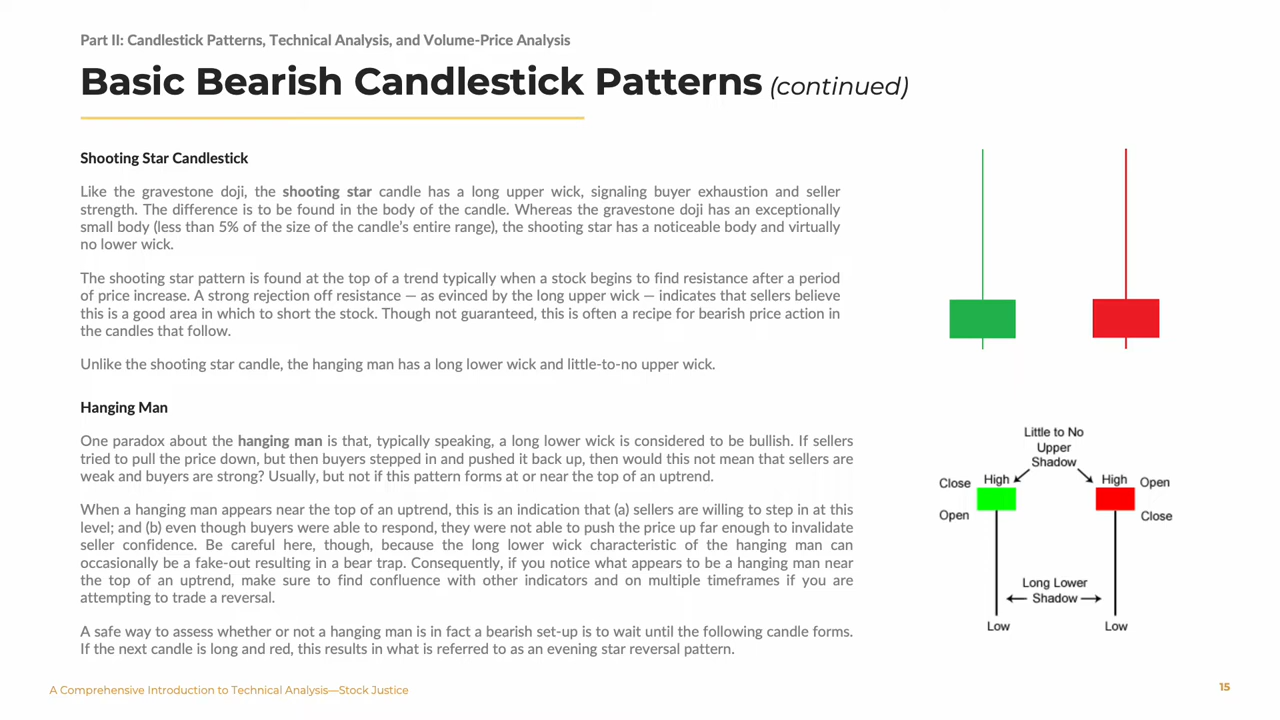 Part II: Candlestick Patterns, Technical Analysis, and Volume-Price Analysis
Basic Bearish Candlestick Patterns (continued)
Shooting Star Candlestick
Like the gravestone doji, the shooting star candle has a long upper wick, signaling buyer exhaustion and seller
strength. The difference is to be found in the body of the candle. Whereas the gravestone doji has an exceptionally
small body (less than 5% of the size of the candle's entire range), the shooting star has a noticeable body and virtually
no lower wick.
The shooting star pattern is found at the top of a trend typically when a stock begins to find resistance after a period
of price increase. A strong rejection off resistance — as evinced by the long upper wick — indicates that sellers believe
this is a good area in which to short the stock. Though not guaranteed, this is often a recipe for bearish price action in
the candles that follow.
Unlike the shooting star candle, the hanging man has a long lower wick and little-to-no upper wick.
Hanging Man
One paradox about the hanging man is that, typically speaking, a long lower wick is considered to be bullish. If sellers
tried to pull the price down, but then buyers stepped in and pushed it back up, then would this not mean that sellers are
weak and buyers are strong? Usually, but not if this pattern forms at or near the top of an uptrend.
When a hanging man appears near the top of an uptrend, this is an indication that (a) sellers are willing to step in at this
level; and (b) even though buyers were able to respond, they were not able to push the price up far enough to invalidate
seller confidence. Be careful here, though, because the long lower wick characteristic of the hanging man can
occasionally be a fake-out resulting in a bear trap. Consequently, if you notice what appears to be a hanging man near
the top of an uptrend, make sure to find confluence with other indicators and on multiple timeframes if you are
attempting to trade a reversal.
A safe way to assess whether or not a hanging man is in fact a bearish set-up is to wait until the following candle forms.
If the next candle is long and red, this results in what is referred to as an evening star reversal pattern.
Little to No
Upper
Shadow
Close High High Open
Open Close
Long Lower
Shadow
Low Low
A Comprehensive Introduction to Technical Analysis—Stock Justice
15